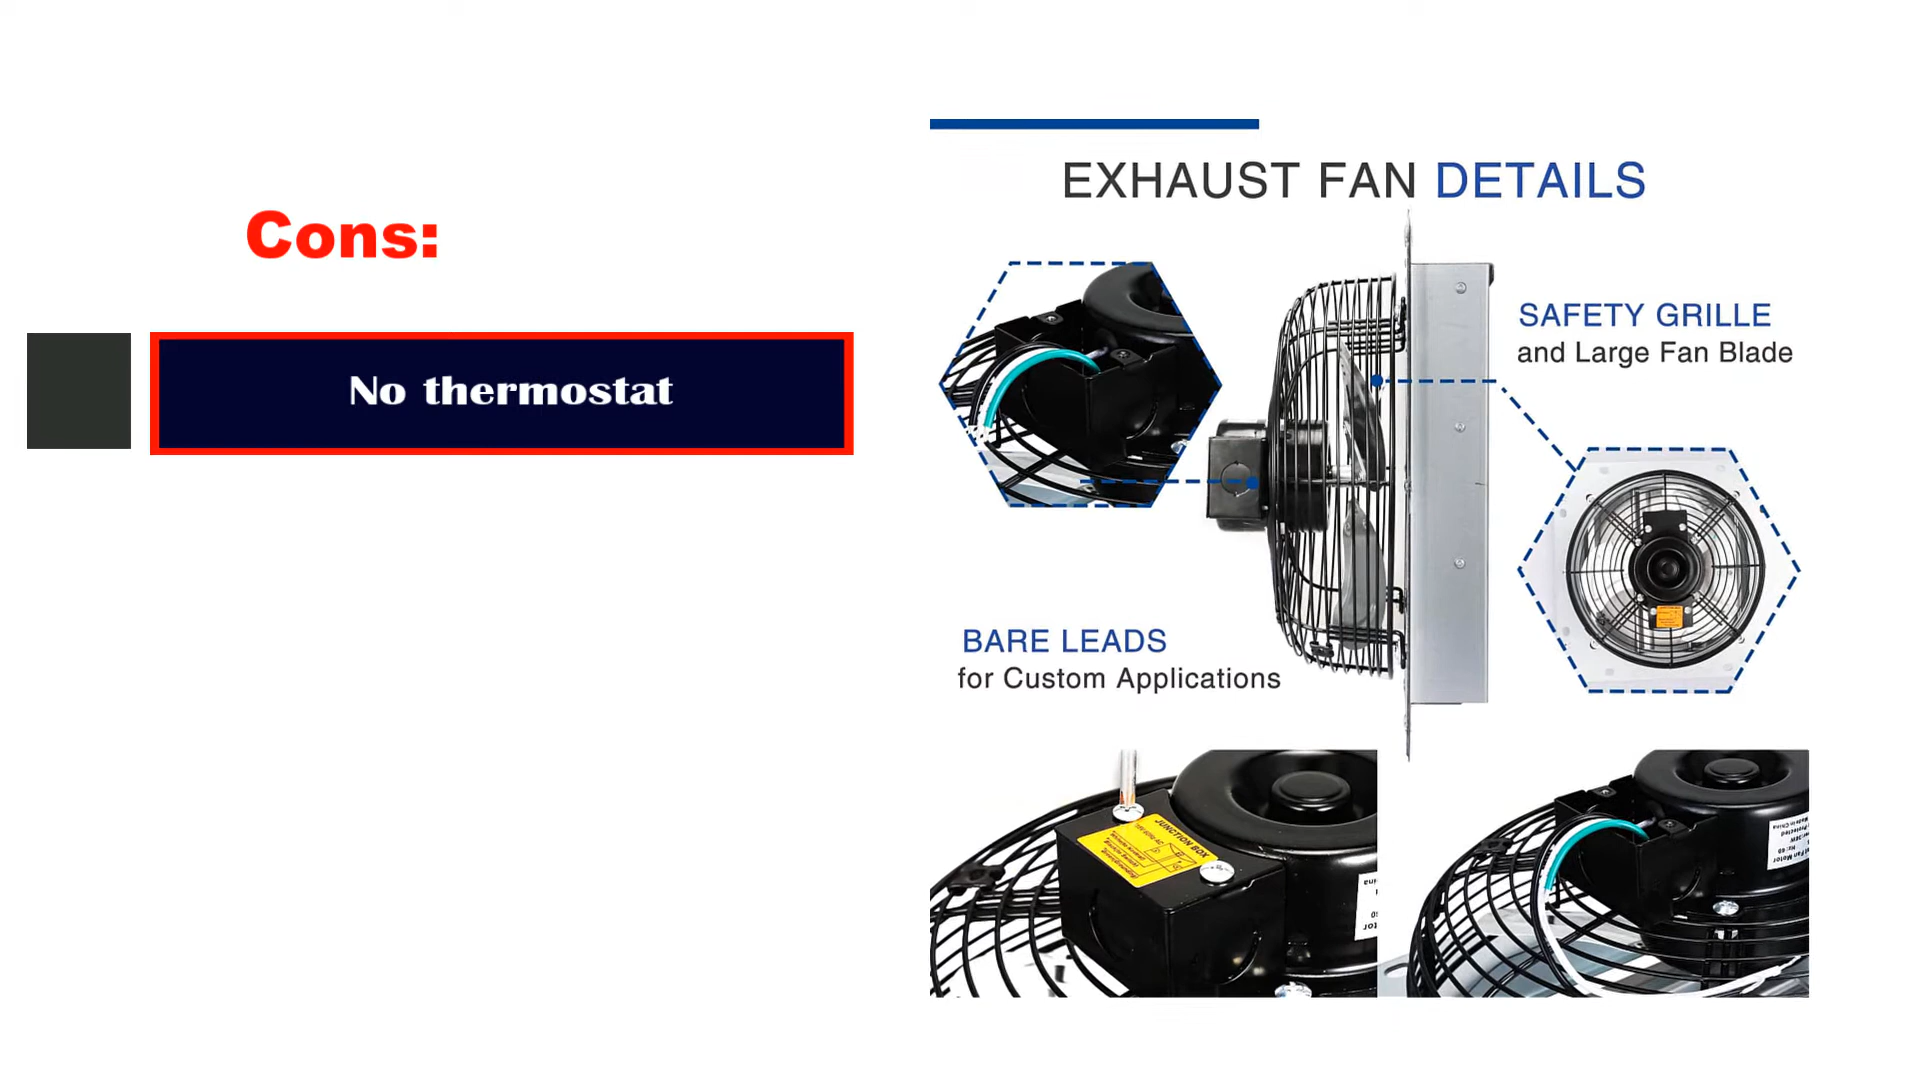 Cons:
No thermostat
EXHAUST FAN DETAILS
SAFETY GRILLE
and Large Fan Blade
BARE LEADS
for Custom Applications
JUNCTION BOX